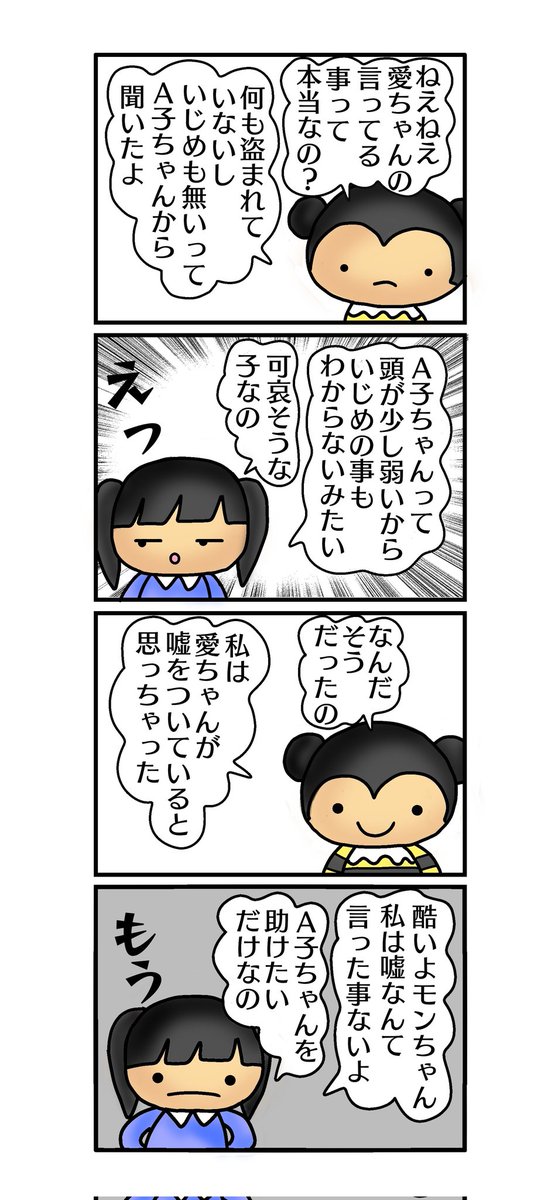 ねえねえ
愛ちゃんの
言ってる
事って
本当なの？
何も盗まれて
いないし
いじめも無いって
A子ちゃんから
聞いたよ
A子ちゃんって
頭が少し弱いから
いじめの事も
わからないみたい
可哀そうな
子なの
えっ
なんだ
そう
だったの
私は
愛ちゃんが
嘘をついていると
思っちゃった
酷いよモンちゃん
私は嘘なんて
言った事ないよ
A子ちゃんを
助けたい
だけなの
もう